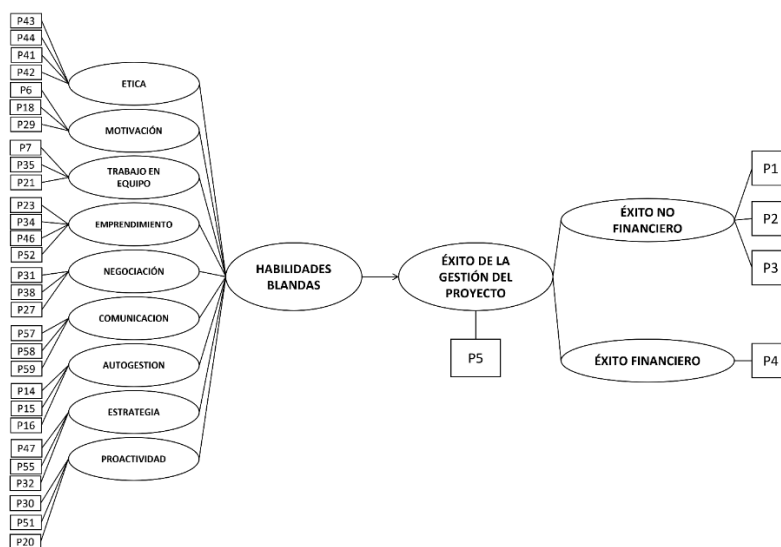 P43
P44
P41
P42
P6
P18
P29
P7
P35
P21
P23
P34
P46
P52
P31
P38
P27
P57
P58
P59
P14
P15
P16
P47
P55
P32
P30
P51
P20
ETICA
MOTIVACIÓN
TRABAJO EN
EQUIPO
EMPRENDIMIENTO
NEGOCIACIÓN
COMUNICACION
AUTOGESTION
ESTRATEGIA
PROACTIVIDAD
HABILIDADES
BLANDAS
ÉXITO DE LA
GESTIÓN DEL
PROYECTO
P5
ÉXITO NO
FINANCIERO
ÉXITO FINANCIERO
P1
P2
P3
P4